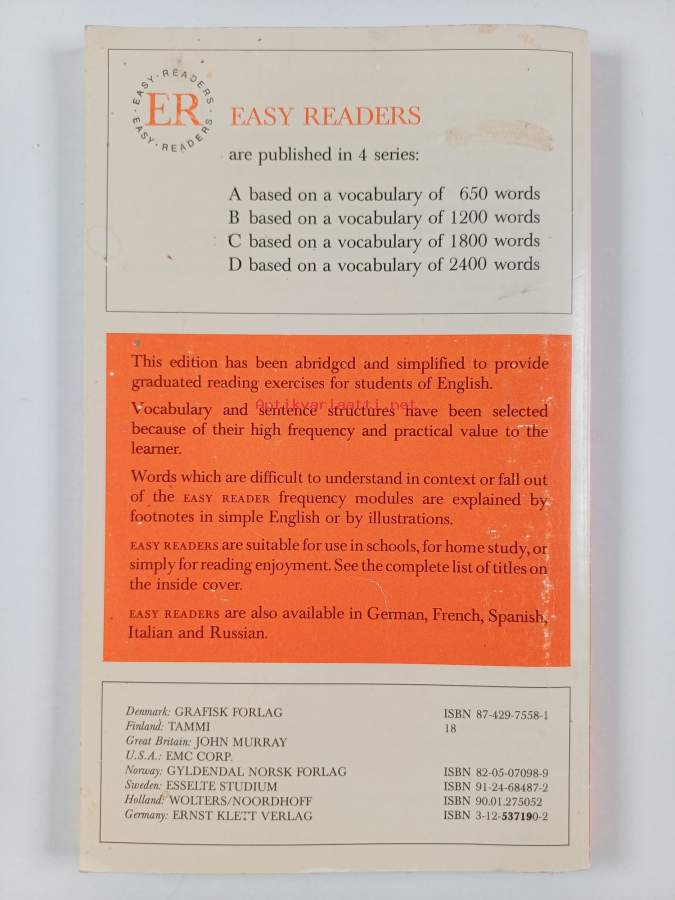 EASY·READERS·
EASY·READERS·
ER EASY READERS
are published in 4 series:
A based on a vocabulary of 650 words
B based on a vocabulary of 1200 words
C based on a vocabulary of 1800 words
D based on a vocabulary of 2400 words
This edition has been abridged and simplified to provide
graduated reading exercises for students of English.
Antikvariaatti.net
Vocabulary and sentence structures have been selected
because of their high frequency and practical value to the
learner.
Words which are difficult to understand in context or fall out
of the EASY READER frequency modules are explained by
footnotes in simple English or by illustrations.
EASY READERS are suitable for use in schools, for home study, or
simply for reading enjoyment. See the complete list of titles on
the inside cover.
EASY READERS are also available in German, French, Spanish,
Italian and Russian.
Denmark: GRAFISK FORLAG ISBN 87-429-7558-1
Finland: TAMMI 18
Great Britain: JOHN MURRAY
U.S.A.: EMC CORP.
Norway: GYLDENDAL NORSK FORLAG ISBN 82-05-07098-9
Sweden: ESSELTE STUDIUM ISBN 91-24-68487-2
Holland: WOLTERS/NOORDHOFF ISBN 90.01.275052
Germany: ERNST KLETT VERLAG ISBN 3-12-537190-2